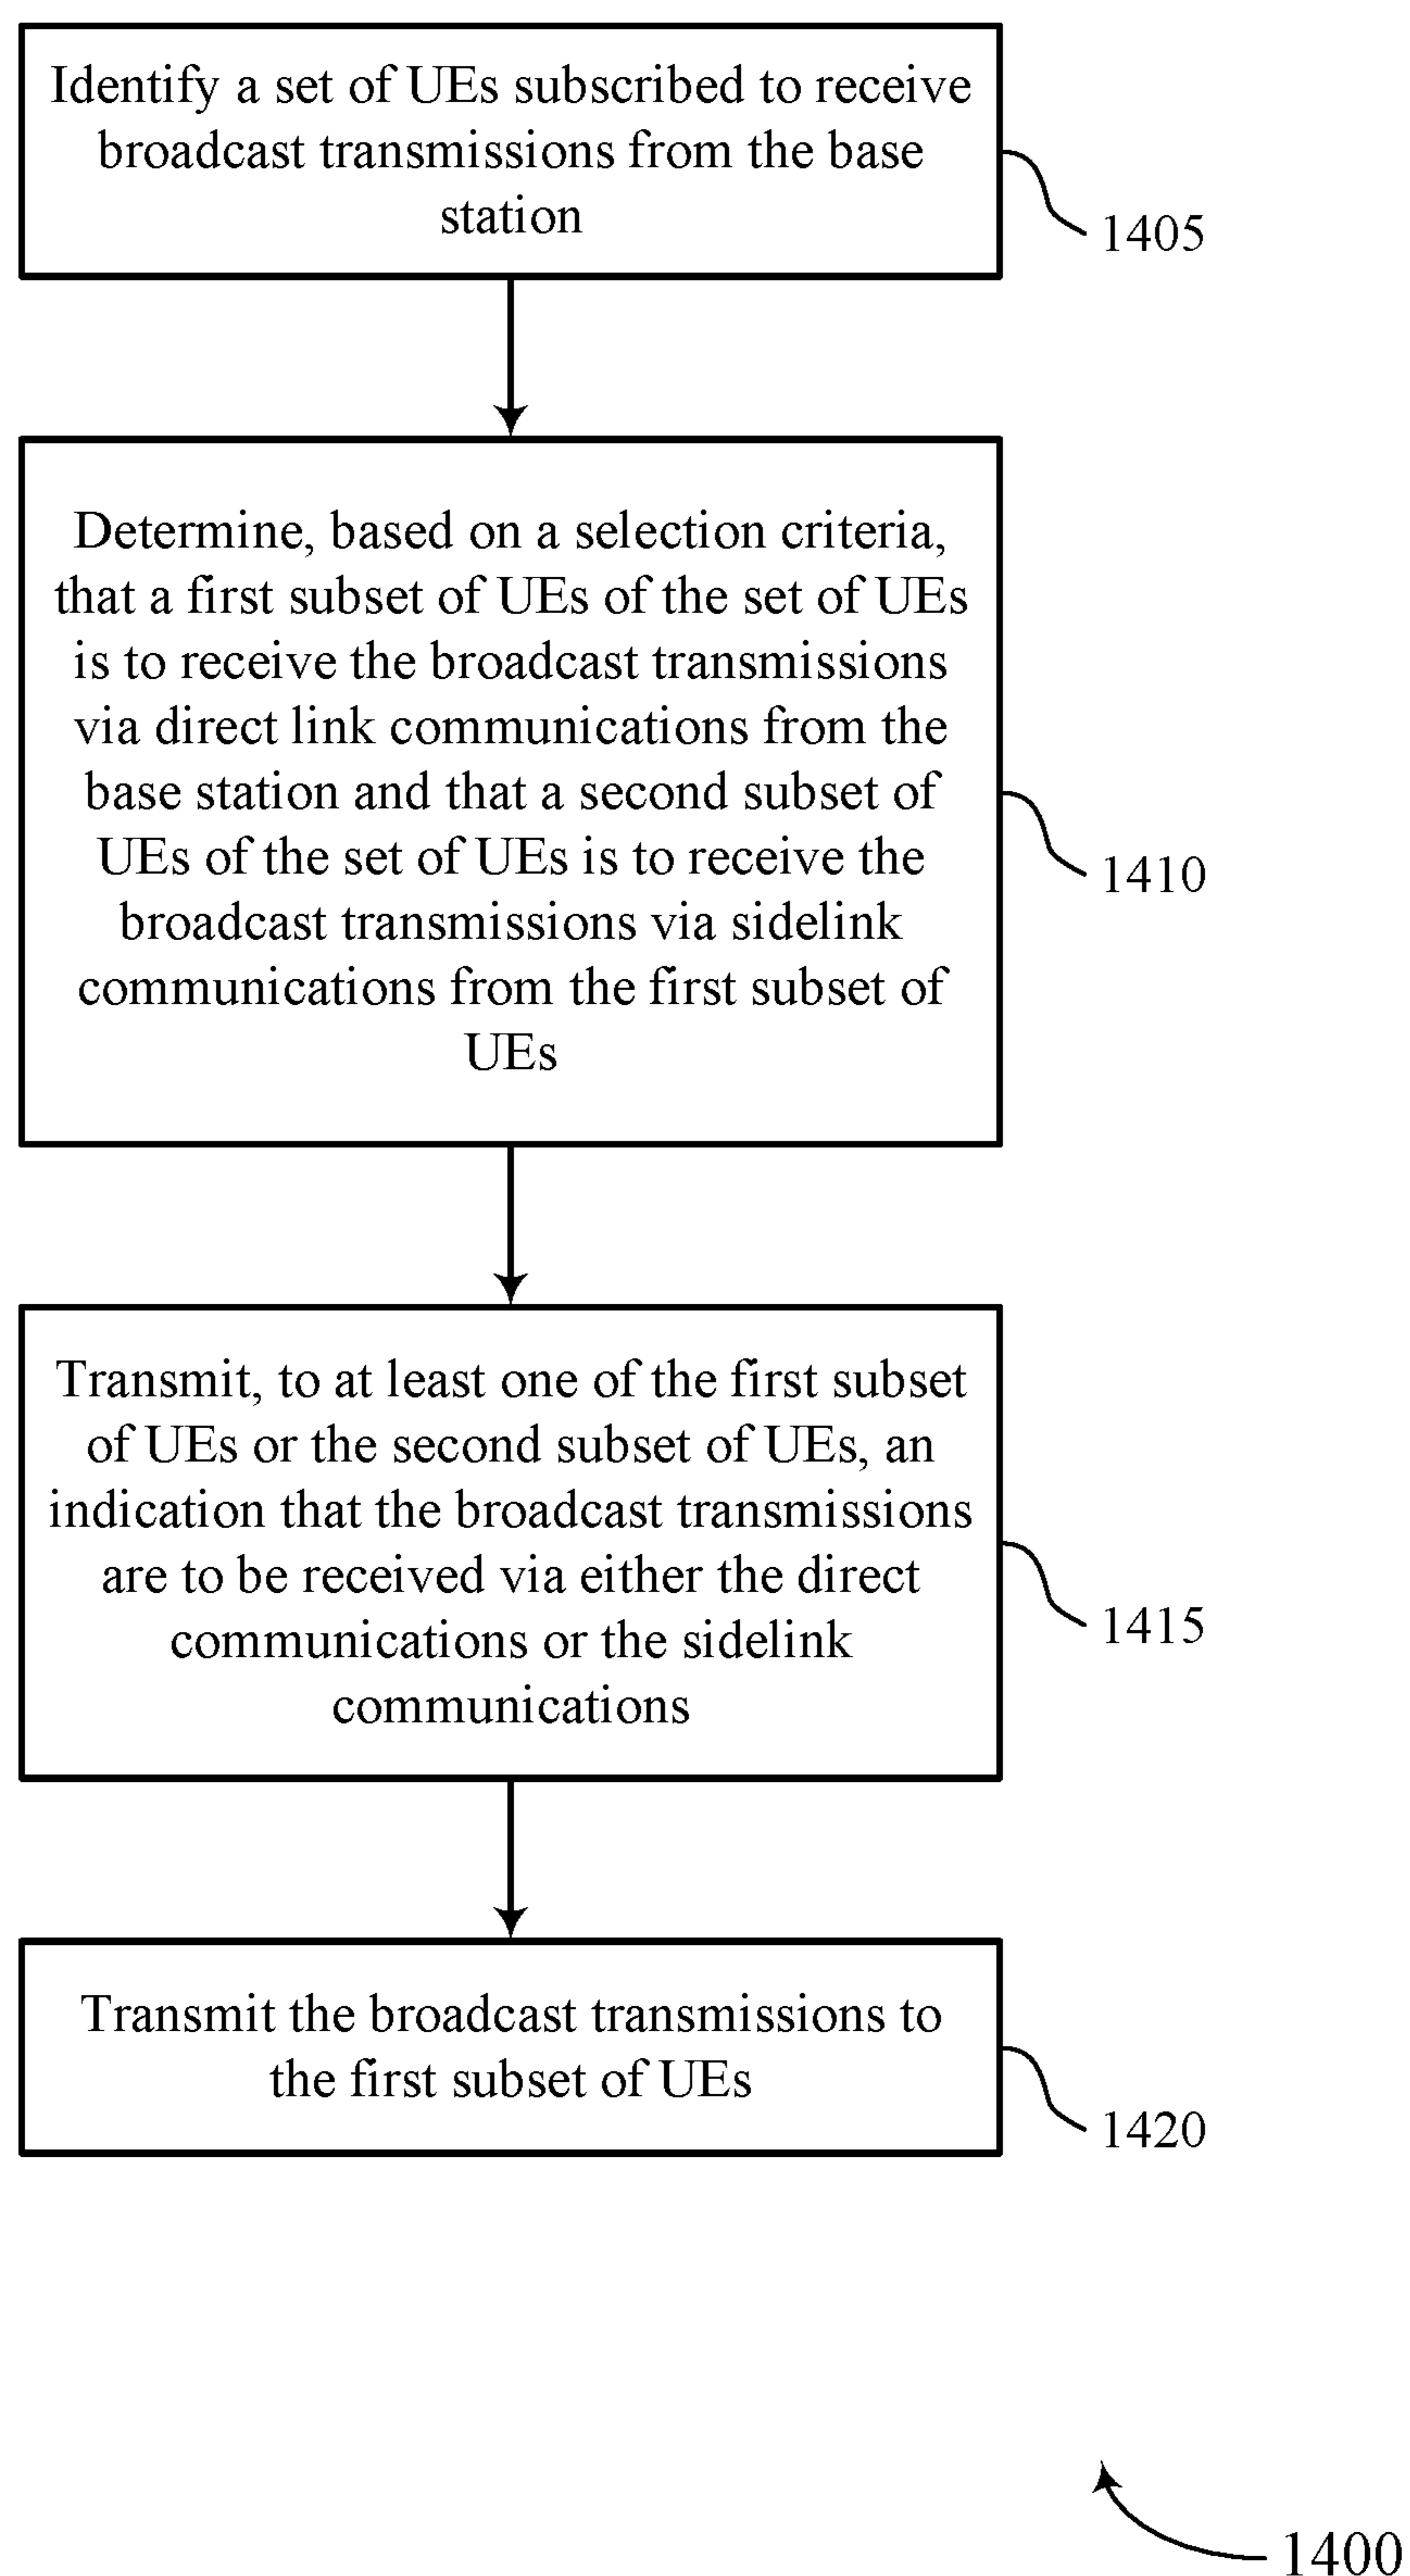 Identify a set of UEs subscribed to receive
broadcast transmissions from the base
station
1405
Determine, based on a selection criteria,
that a first subset of UEs of the set of UEs
is to receive the broadcast transmissions
via direct link communications from the
base station and that a second subset of
UEs of the set of UEs is to receive the
broadcast transmissions via sidelink
communications from the first subset of
UEs
1410
Transmit, to at least one of the first subset
of UEs or the second subset of UEs, an
indication that the broadcast transmissions
are to be received via either the direct
communications or the sidelink
communications
1415
Transmit the broadcast transmissions to
the first subset of UEs
1420
1400